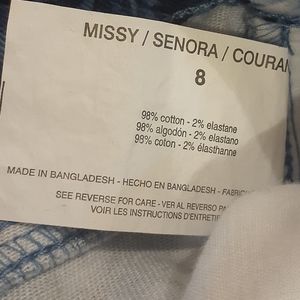 MISSY / SENORA / COURAN
8
98% cotton - 2% elastane
98% algodón - 2% elastano
98% coton - 2% élasthanne
MADE IN BANGLADESH - HECHO EN BANGLADESH - FABRIC
SEE REVERSE FOR CARE - VER AL REVERSO PA
VOIR LES INSTRUCTIONS D'ENTRETIE